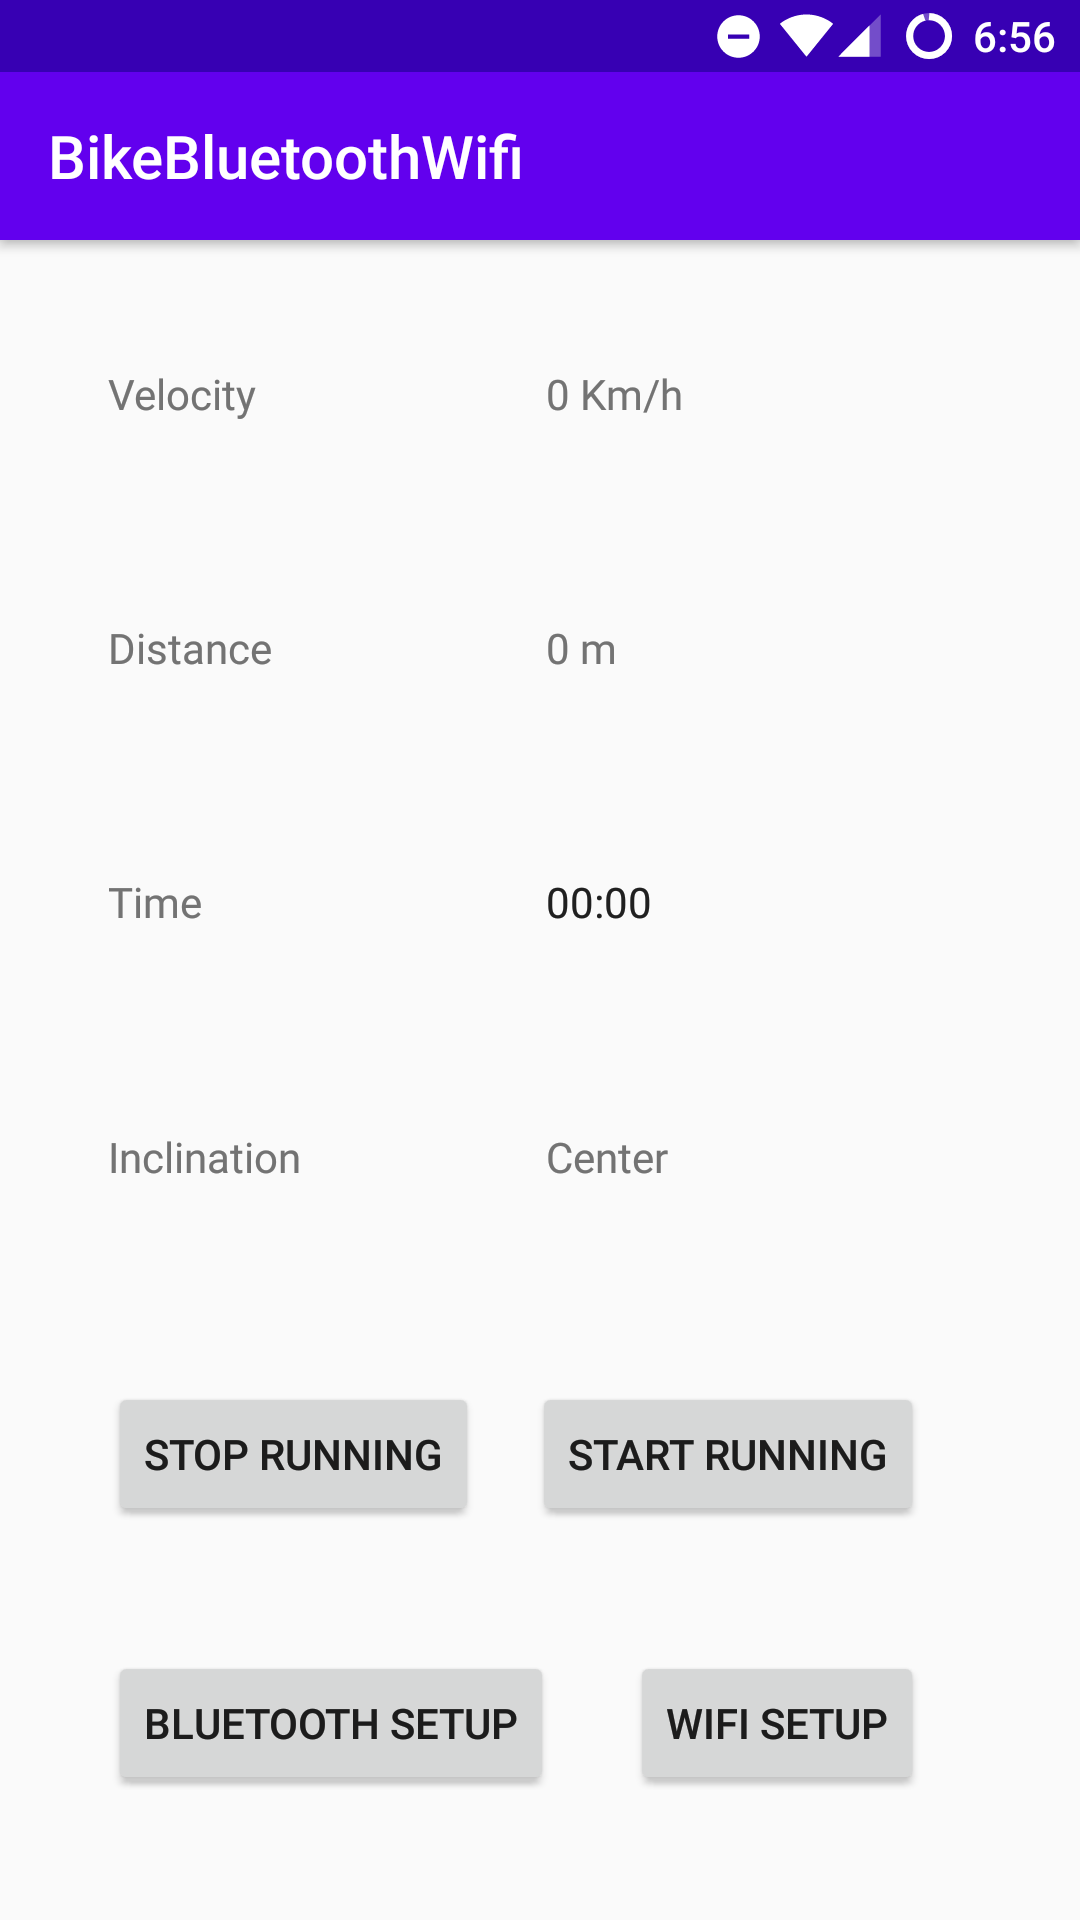 6:56
BikeBluetoothWifi
Velocity 0 Km/h
Distance 0 m
Time 00:00
Inclination Center
STOP RUNNING START RUNNING
BLUETOOTH SETUP WIFI SETUP